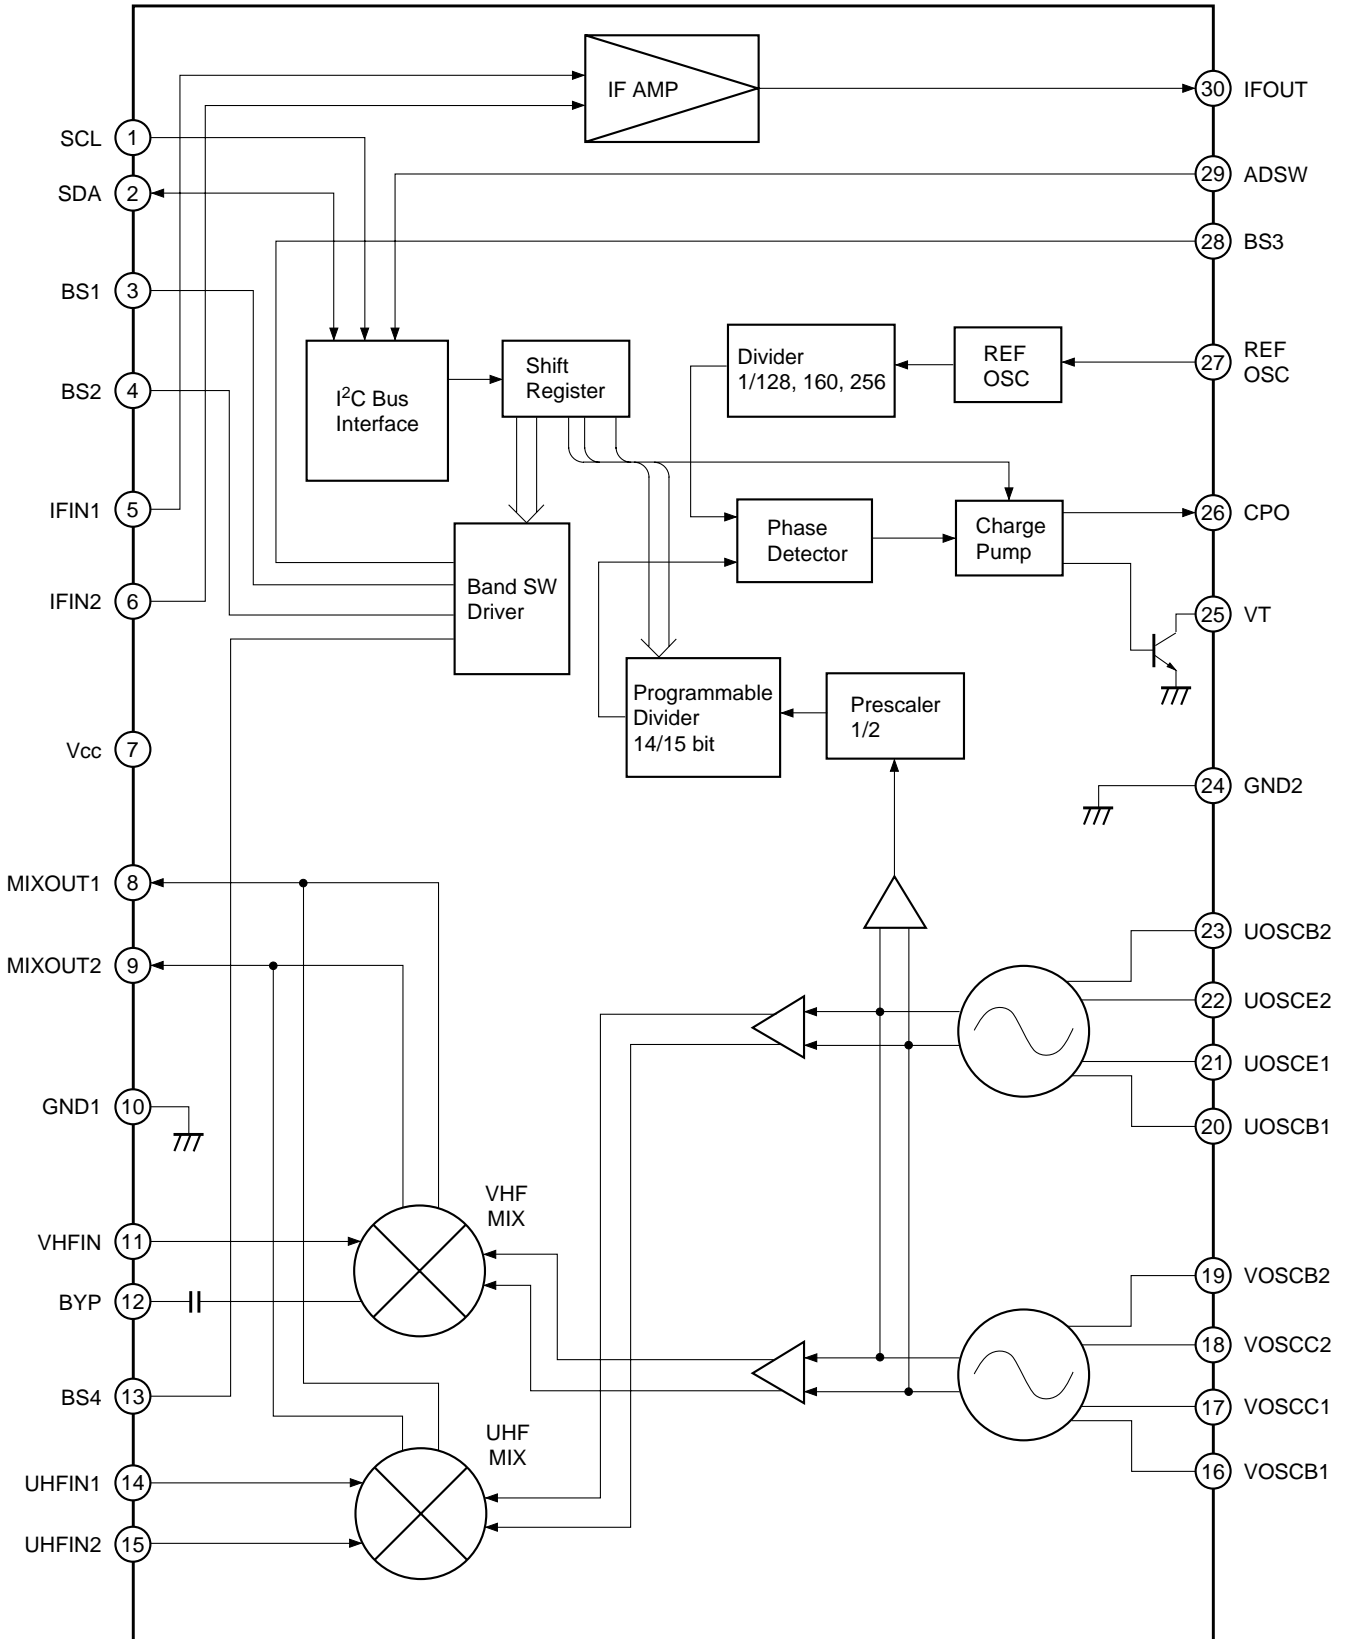 IF AMP
30 IFOUT
SCL 1
29 ADSW
SDA 2
28 BS3
BS1 3
Divider
1/128, 160, 256
REF
OSC
27 REF
OSC
Shift
Register
BS2 4
I²C Bus
Interface
IFIN1 5
Phase
Detector
Charge
Pump
26 CPO
IFIN2 6
Band SW
Driver
25 VT
Programmable
Divider
14/15 bit
Prescaler
1/2
Vcc 7
24 GND2
MIXOUT1 8
23 UOSCB2
MIXOUT2 9
22 UOSCE2
21 UOSCE1
GND1 10
20 UOSCB1
VHF
MIX
VHFIN 11
19 VOSCB2
BYP 12
18 VOSCC2
BS4 13
17 VOSCC1
UHF
MIX
UHFIN1 14
16 VOSCB1
UHFIN2 15